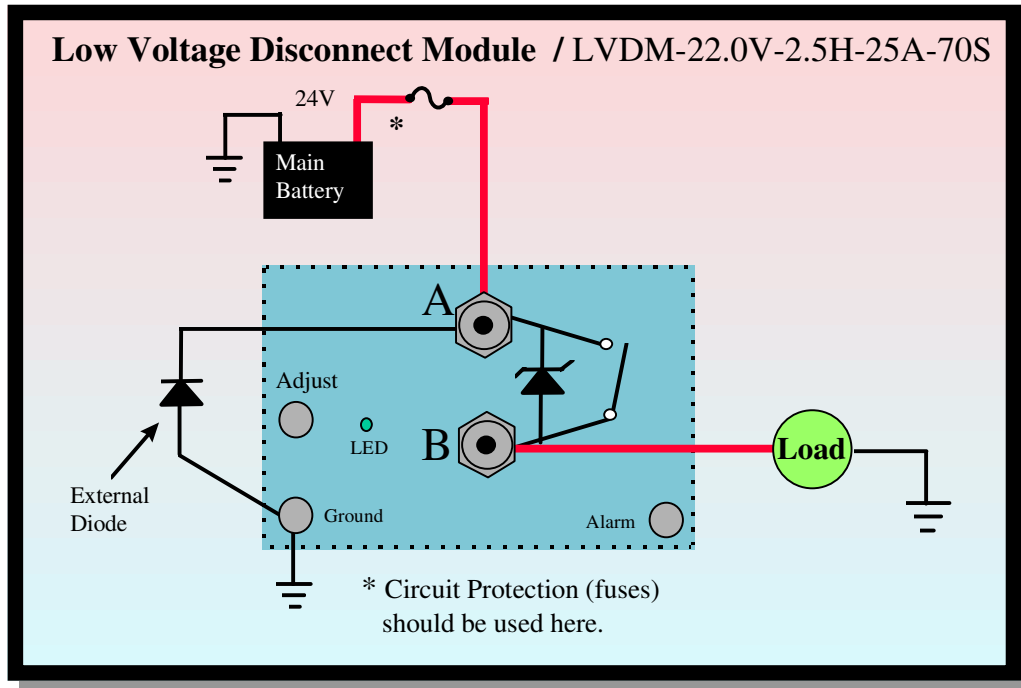 Low Voltage Disconnect Module / LVDM-22.0V-2.5H-25A-70S
24V
*
Main
Battery
A
Adjust
LED
B
Load
External
Diode
Ground
Alarm
* Circuit Protection (fuses)
should be used here.